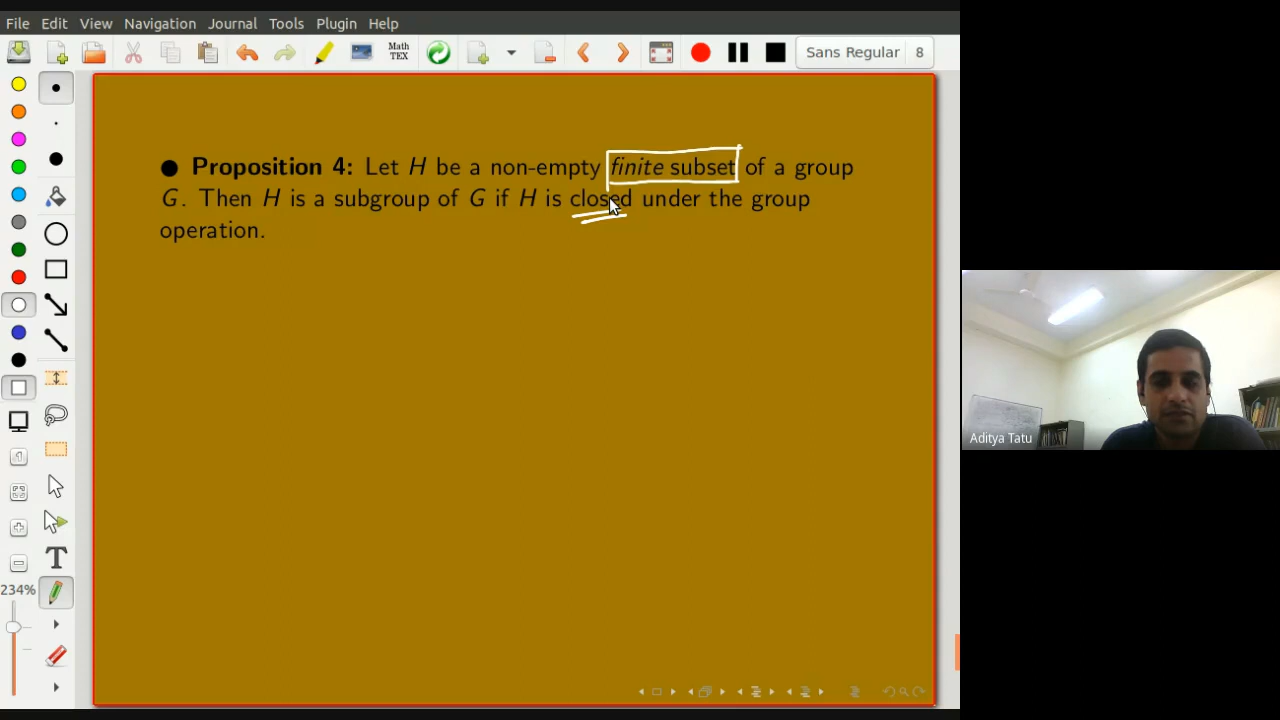 File Edit View Navigation Journal Tools Plugin Help
Math TEX
Sans Regular 8
● Proposition 4: Let H be a non-empty finite subset of a group
G. Then H is a subgroup of G if H is closed under the group
operation.
234%
Aditya Tatu